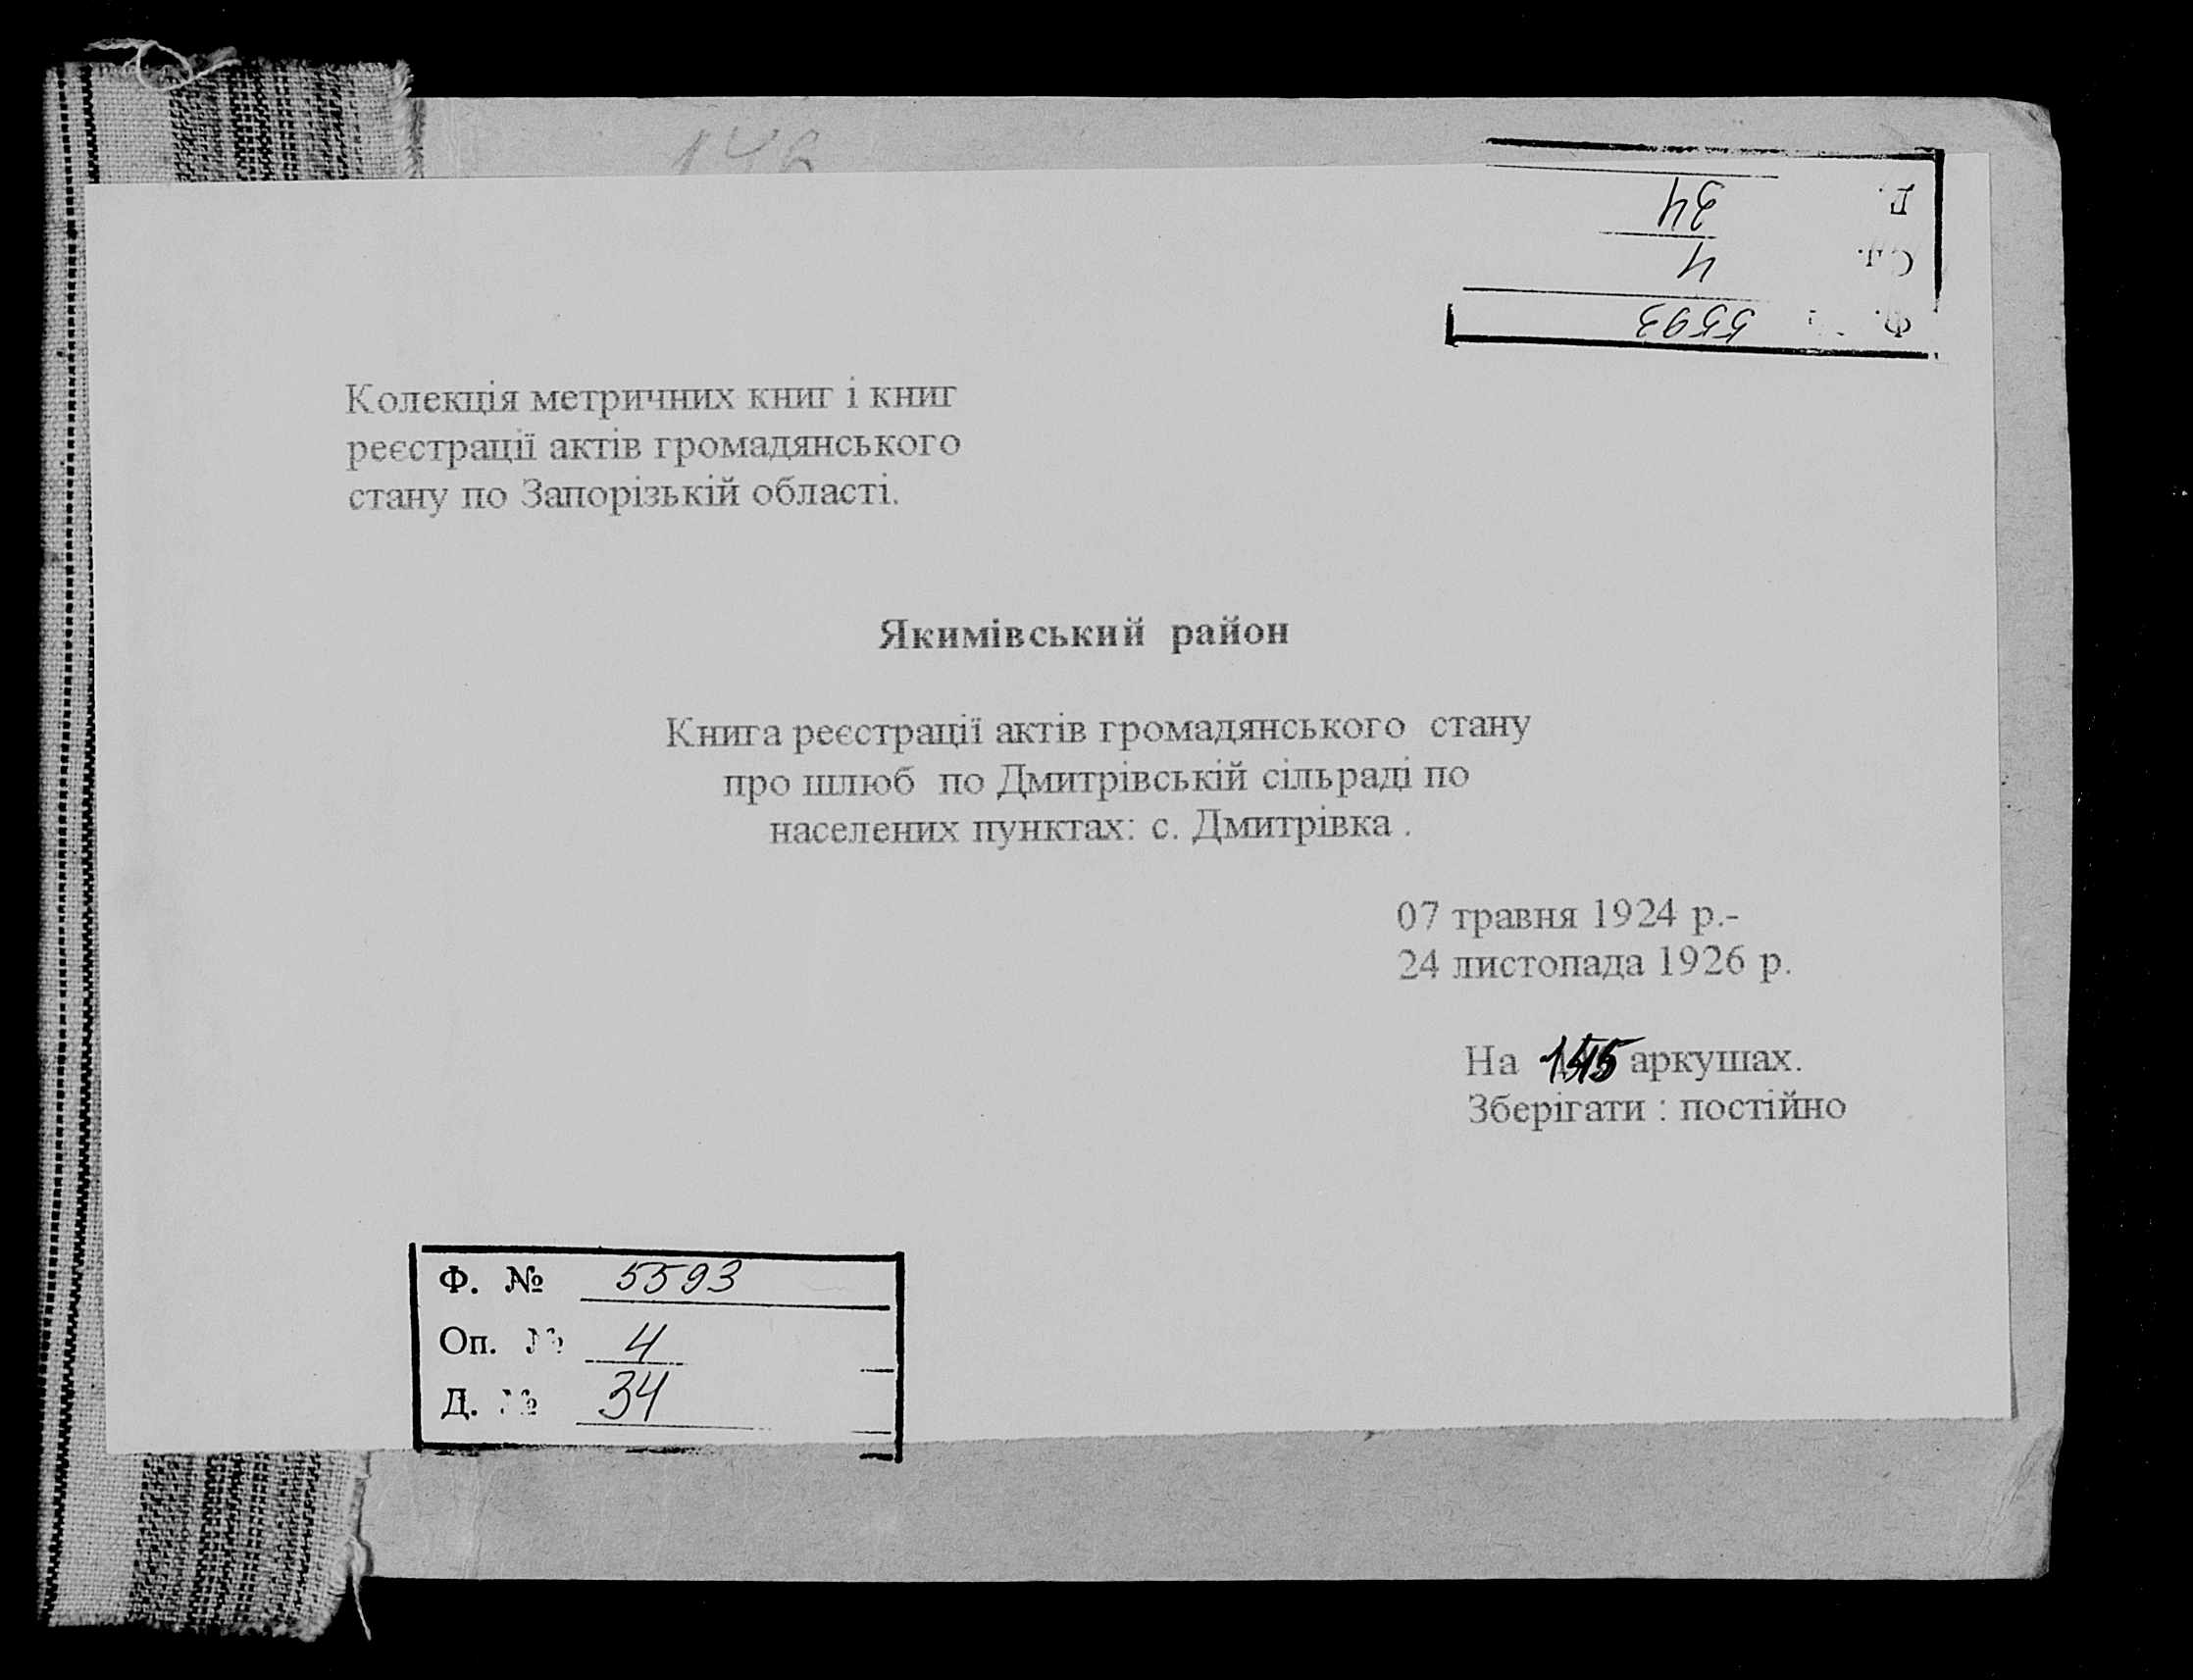 146
Д.
34
Оп.
4
Ф.
5593
Колекція метричних книг і книг
реєстрації актів громадянського
стану по Запорізькій області.
Якимівський район
Книга реєстрації актів громадянського стану
про шлюб по Дмитрівській сільраді по
населених пунктах: с. Дмитрівка .
07 травня 1924 р.-
24 листопада 1926 р.
На аркушах.
Зберігати : постійно
Ф. № 5593
Оп. № 4
Д. № 34